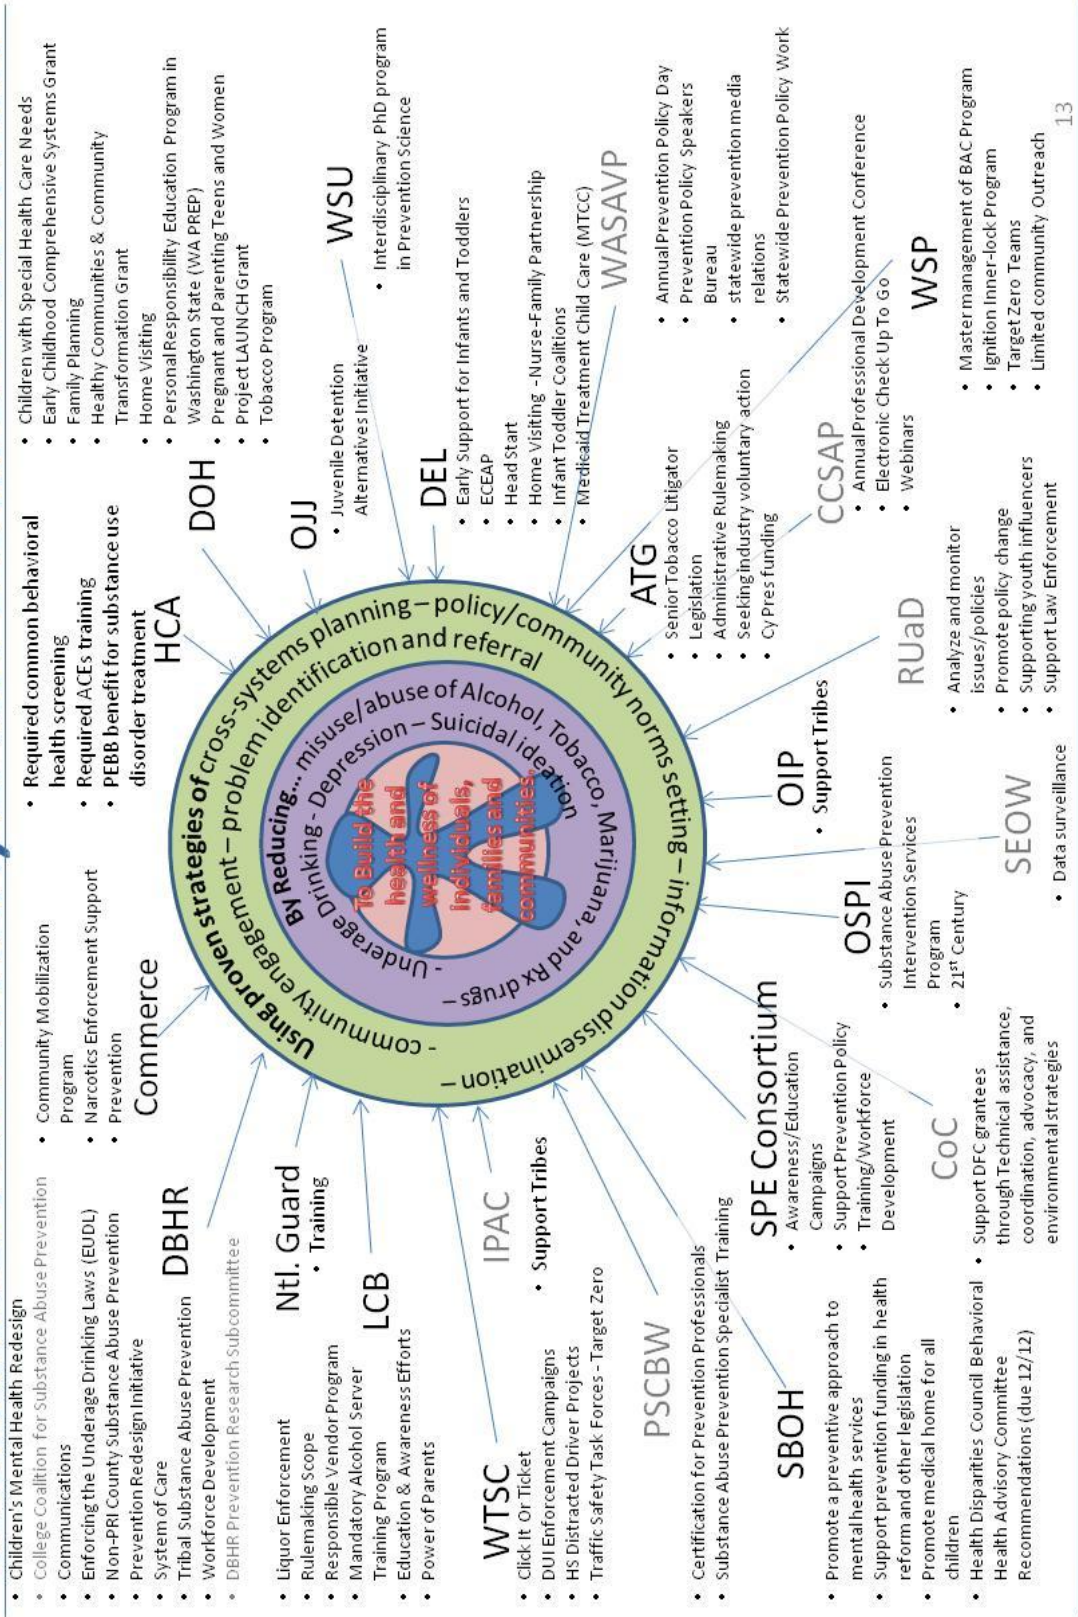 • Children's Mental Health Redesign
• College Coalition for Substance Abuse Prevention
• Communications
• Enforcing the Underage Drinking Laws (EUDL)
• Non-PRI County Substance Abuse Prevention
• Prevention Redesign Initiative
• System of Care
• Tribal Substance Abuse Prevention
• Workforce Development
• DBHR Prevention Research Subcommittee
DBHR
• Community Mobilization
Program
• Narcotics Enforcement Support
• Prevention
Commerce
• Required common behavioral
health screening
• Required ACEs training
• PEBB benefit for substance use
disorder treatment
HCA
• Children with Special Health Care Needs
• Early Childhood Comprehensive Systems Grant
• Family Planning
• Healthy Communities & Community
Transformation Grant
• Home Visiting
• Personal Responsibility Education Program in
Washington State (WA PREP)
• Pregnant and Parenting Teens and Women
• Project LAUNCH Grant
• Tobacco Program
DOH
OJJ
• Juvenile Detention
Alternatives Initiative
WSU
• Interdisciplinary PhD program
in Prevention Science
DEL
• Early Support for Infants and Toddlers
• ECEAP
• Head Start
• Home Visiting -Nurse-Family Partnership
• Infant Toddler Coalitions
• Medicaid Treatment Child Care (MTCC)
WASAVP
• Annual Prevention Policy Day
• Prevention Policy Speakers
Bureau
• statewide prevention media
relations
• Statewide Prevention Policy Work
ATG
• Senior Tobacco Litigator
• Legislation
• Administrative Rulemaking
• Seeking industry voluntary action
• Cy Pres funding
CCSAP
• Annual Professional Development Conference
• Electronic Check Up To Go
• Webinars
WSP
• Master management of BAC Program
• Ignition Inner-lock Program
• Target Zero Teams
• Limited community Outreach
RUaD
• Analyze and monitor
issues/policies
• Promote policy change
• Supporting youth influencers
• Support Law Enforcement
OIP
• Support Tribes
SEOW
• Data surveillance
OSPI
• Substance Abuse Prevention
Intervention Services
Program
• 21st Century
SPE Consortium
• Awareness/Education
Campaigns
• Support Prevention Policy
• Training/Workforce
Development
CoC
• Support DFC grantees
through Technical assistance,
coordination, advocacy, and
environmental strategies
Ntl. Guard
• Training
LCB
• Liquor Enforcement
• Rulemaking Scope
• Responsible Vendor Program
• Mandatory Alcohol Server
Training Program
• Education & Awareness Efforts
• Power of Parents
IPAC
• Support Tribes
WTSC
• Click It Or Ticket
• DUI Enforcement Campaigns
• HS Distracted Driver Projects
• Traffic Safety Task Forces - Target Zero
PSCBW
• Certification for Prevention Professionals
• Substance Abuse Prevention Specialist Training
SBOH
• Promote a preventive approach to
mental health services
• Support prevention funding in health
reform and other legislation
• Promote medical home for all
children
• Health Disparities Council Behavioral
Health Advisory Committee
Recommendations (due 12/12)
Using proven strategies of cross-systems planning – policy/community norms setting – information dissemination –
- community engagement – problem identification and referral
By Reducing... misuse/abuse of Alcohol, Tobacco, Marijuana, and Rx drugs –
- Underage Drinking - Depression – Suicidal ideation
To Build the
health and
wellness of
individuals,
families and
communities.
13